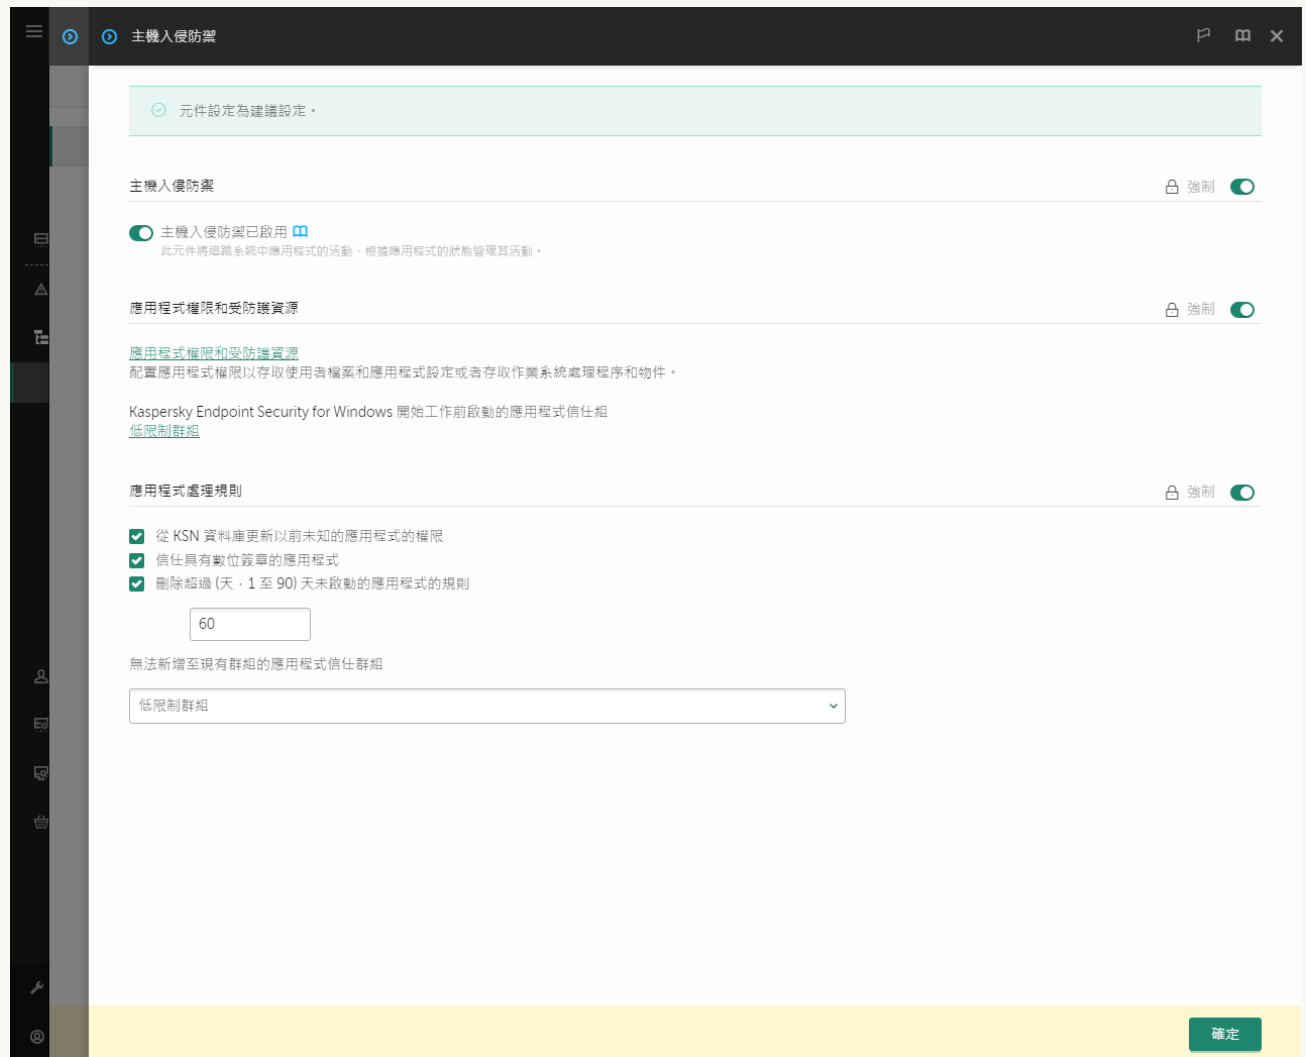 主機入侵防禦
元件設定為建議設定。
主機入侵防禦
強制
主機入侵防禦已啟用
此元件將追蹤系統中應用程式的活動，根據應用程式的狀態管理其活動。
應用程式權限和受防護資源
強制
應用程式權限和受防護資源
配置應用程式權限以存取使用者檔案和應用程式設定或者存取作業系統處理程序和物件。
Kaspersky Endpoint Security for Windows 開始工作前啟動的應用程式信任組
低限制群組
應用程式處理規則
強制
從 KSN 資料庫更新以前未知的應用程式的權限
信任具有數位簽章的應用程式
刪除超過 (天，1 至 90) 天未啟動的應用程式的規則
60
無法新增至現有群組的應用程式信任群組
低限制群組
確定